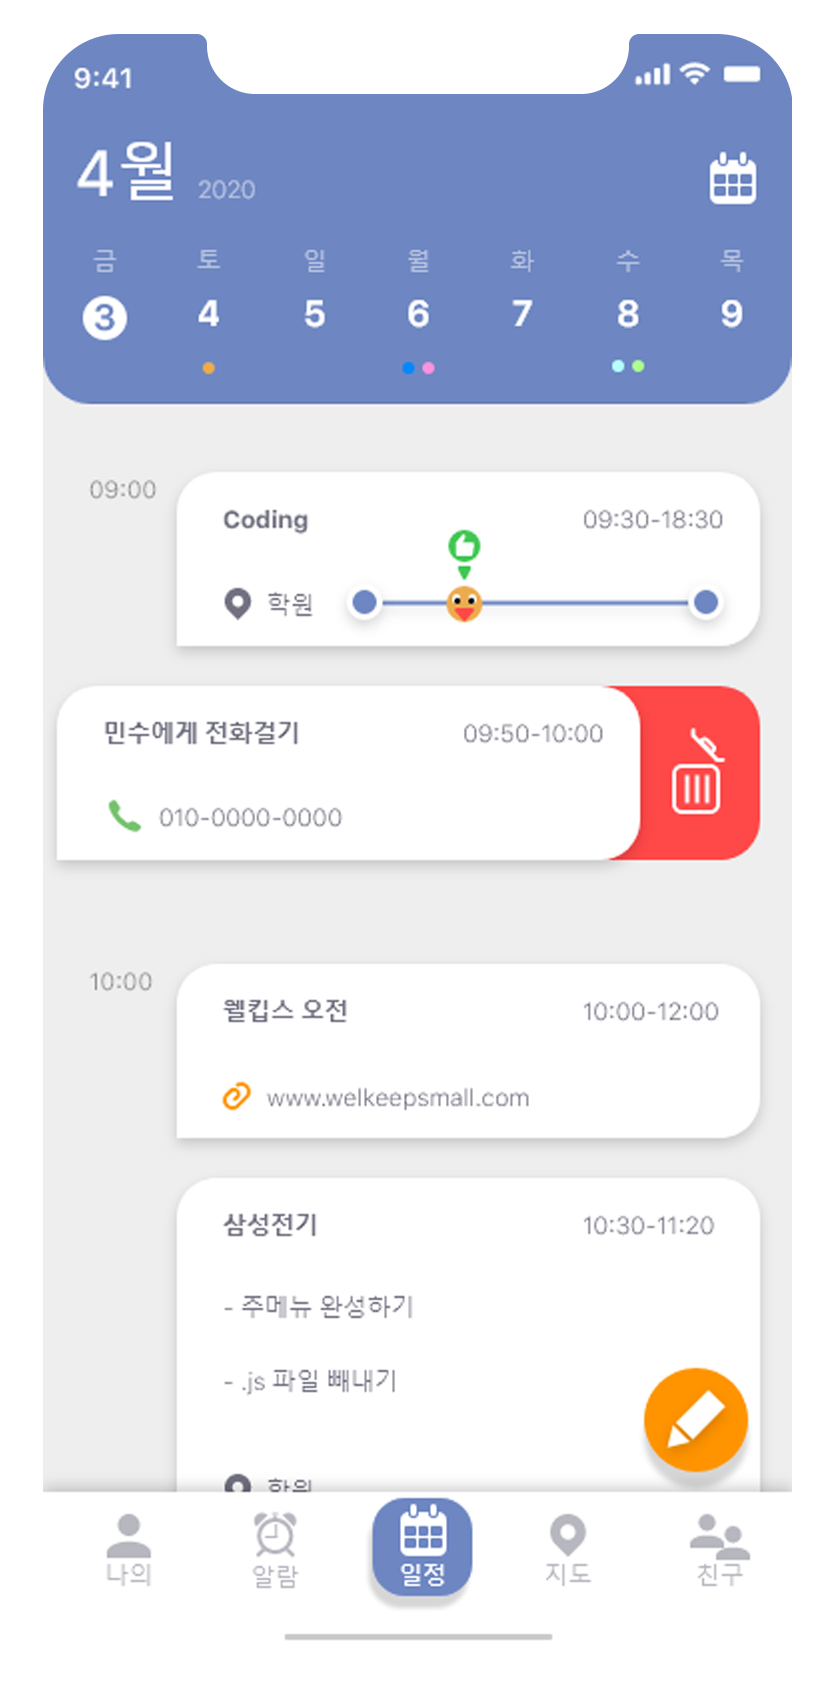 9:41
4월 2020
금 토 일 월 화 수 목
3 4 5 6 7 8 9
09:00
Coding 09:30-18:30
학원
민수에게 전화걸기 09:50-10:00
010-0000-0000
10:00
웰킵스 오전 10:00-12:00
www.welkeepsmall.com
삼성전기 10:30-11:20
- 주메뉴 완성하기
- .js 파일 빼내기
학원
나의 알람 일정 지도 친구